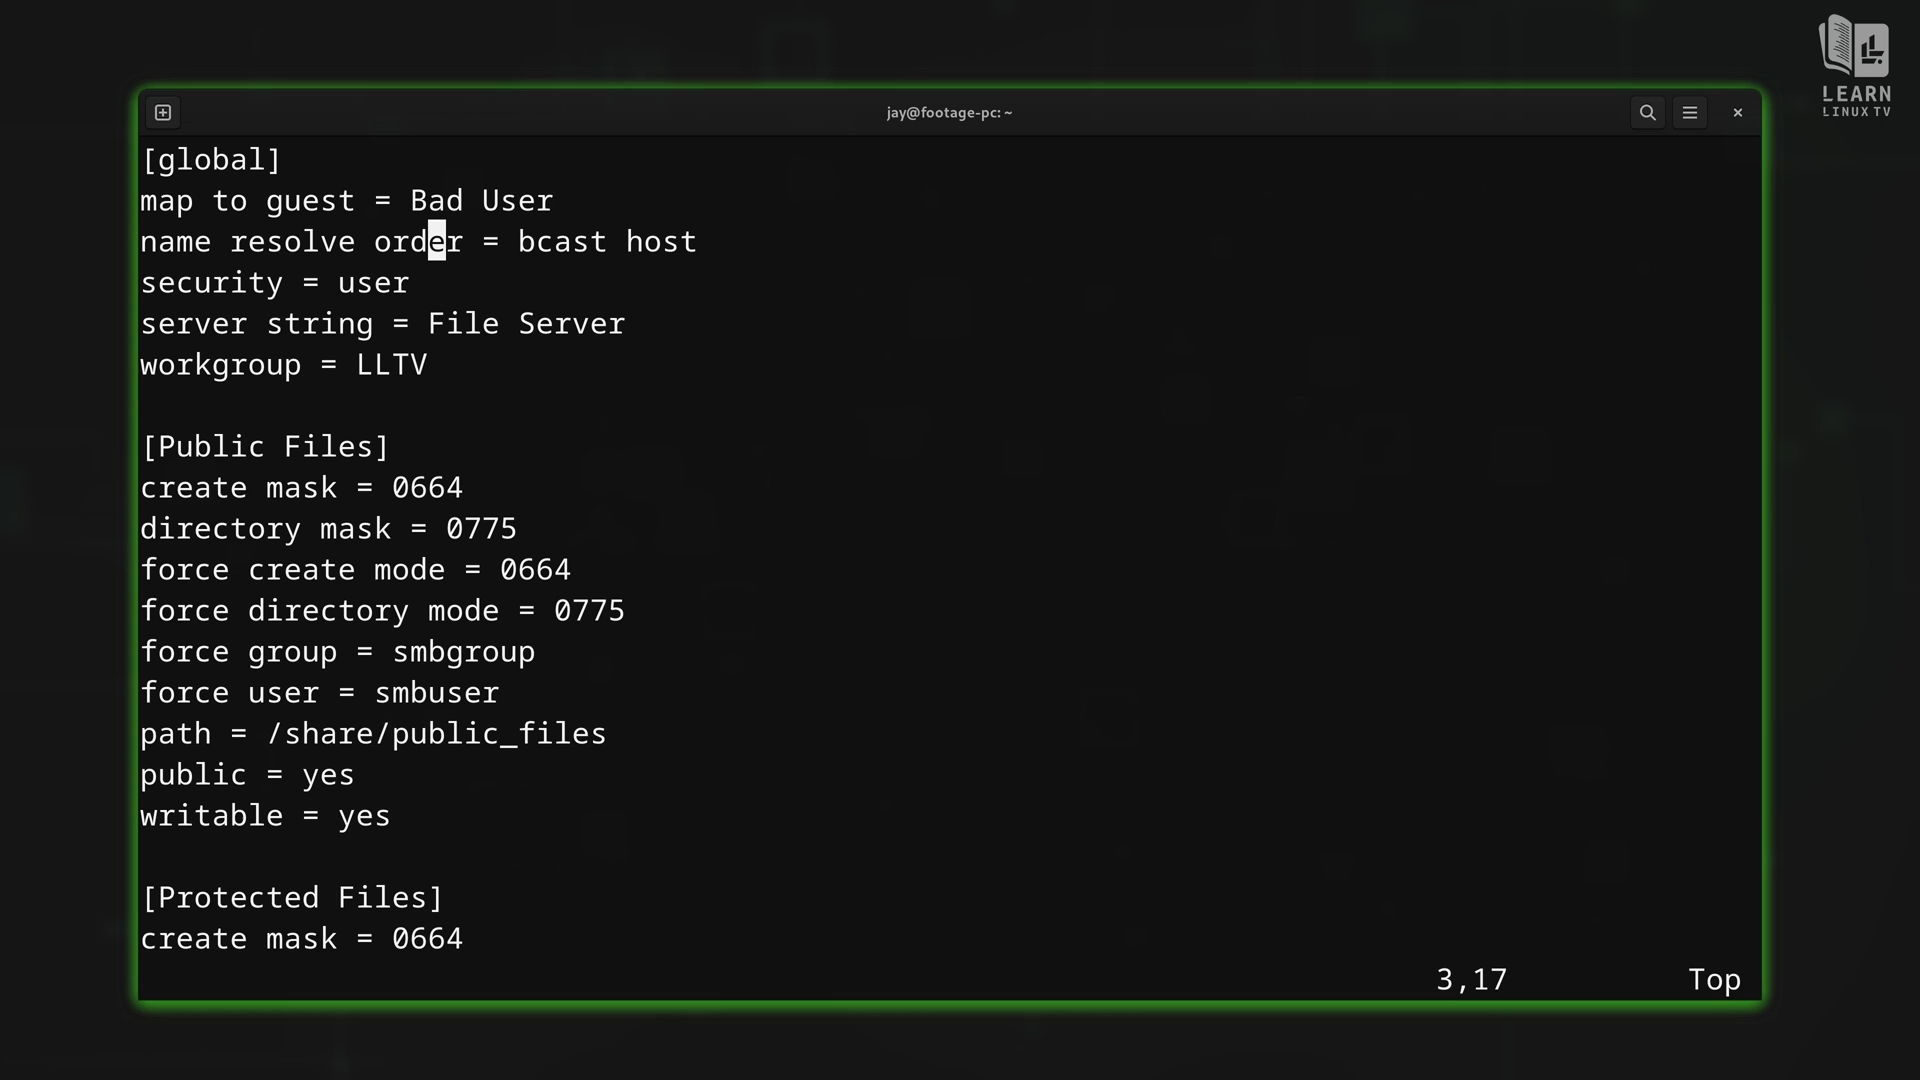 LEARN
LINUX TV
jay@footage-pc: ~
[global]
map to guest = Bad User
name resolve order = bcast host
security = user
server string = File Server
workgroup = LLTV
[Public Files]
create mask = 0664
directory mask = 0775
force create mode = 0664
force directory mode = 0775
force group = smbgroup
force user = smbuser
path = /share/public_files
public = yes
writable = yes
[Protected Files]
create mask = 0664
3,17 Top